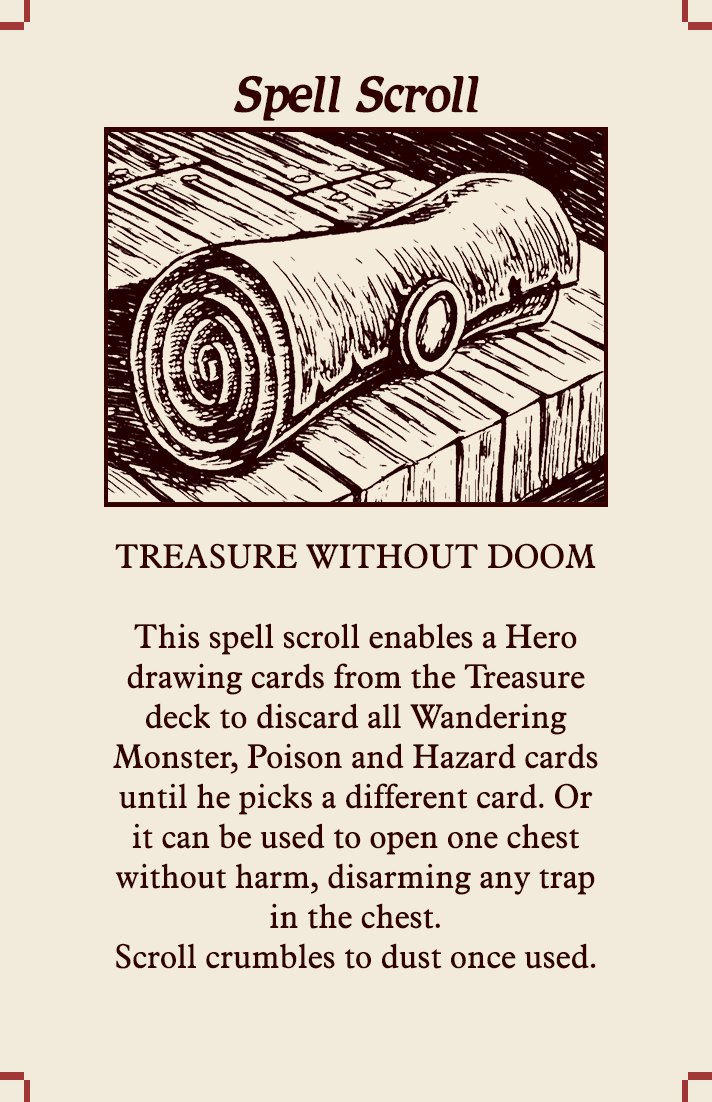 Spell Scroll
TREASURE WITHOUT DOOM
This spell scroll enables a Hero
drawing cards from the Treasure
deck to discard all Wandering
Monster, Poison and Hazard cards
until he picks a different card. Or
it can be used to open one chest
without harm, disarming any trap
in the chest.
Scroll crumbles to dust once used.